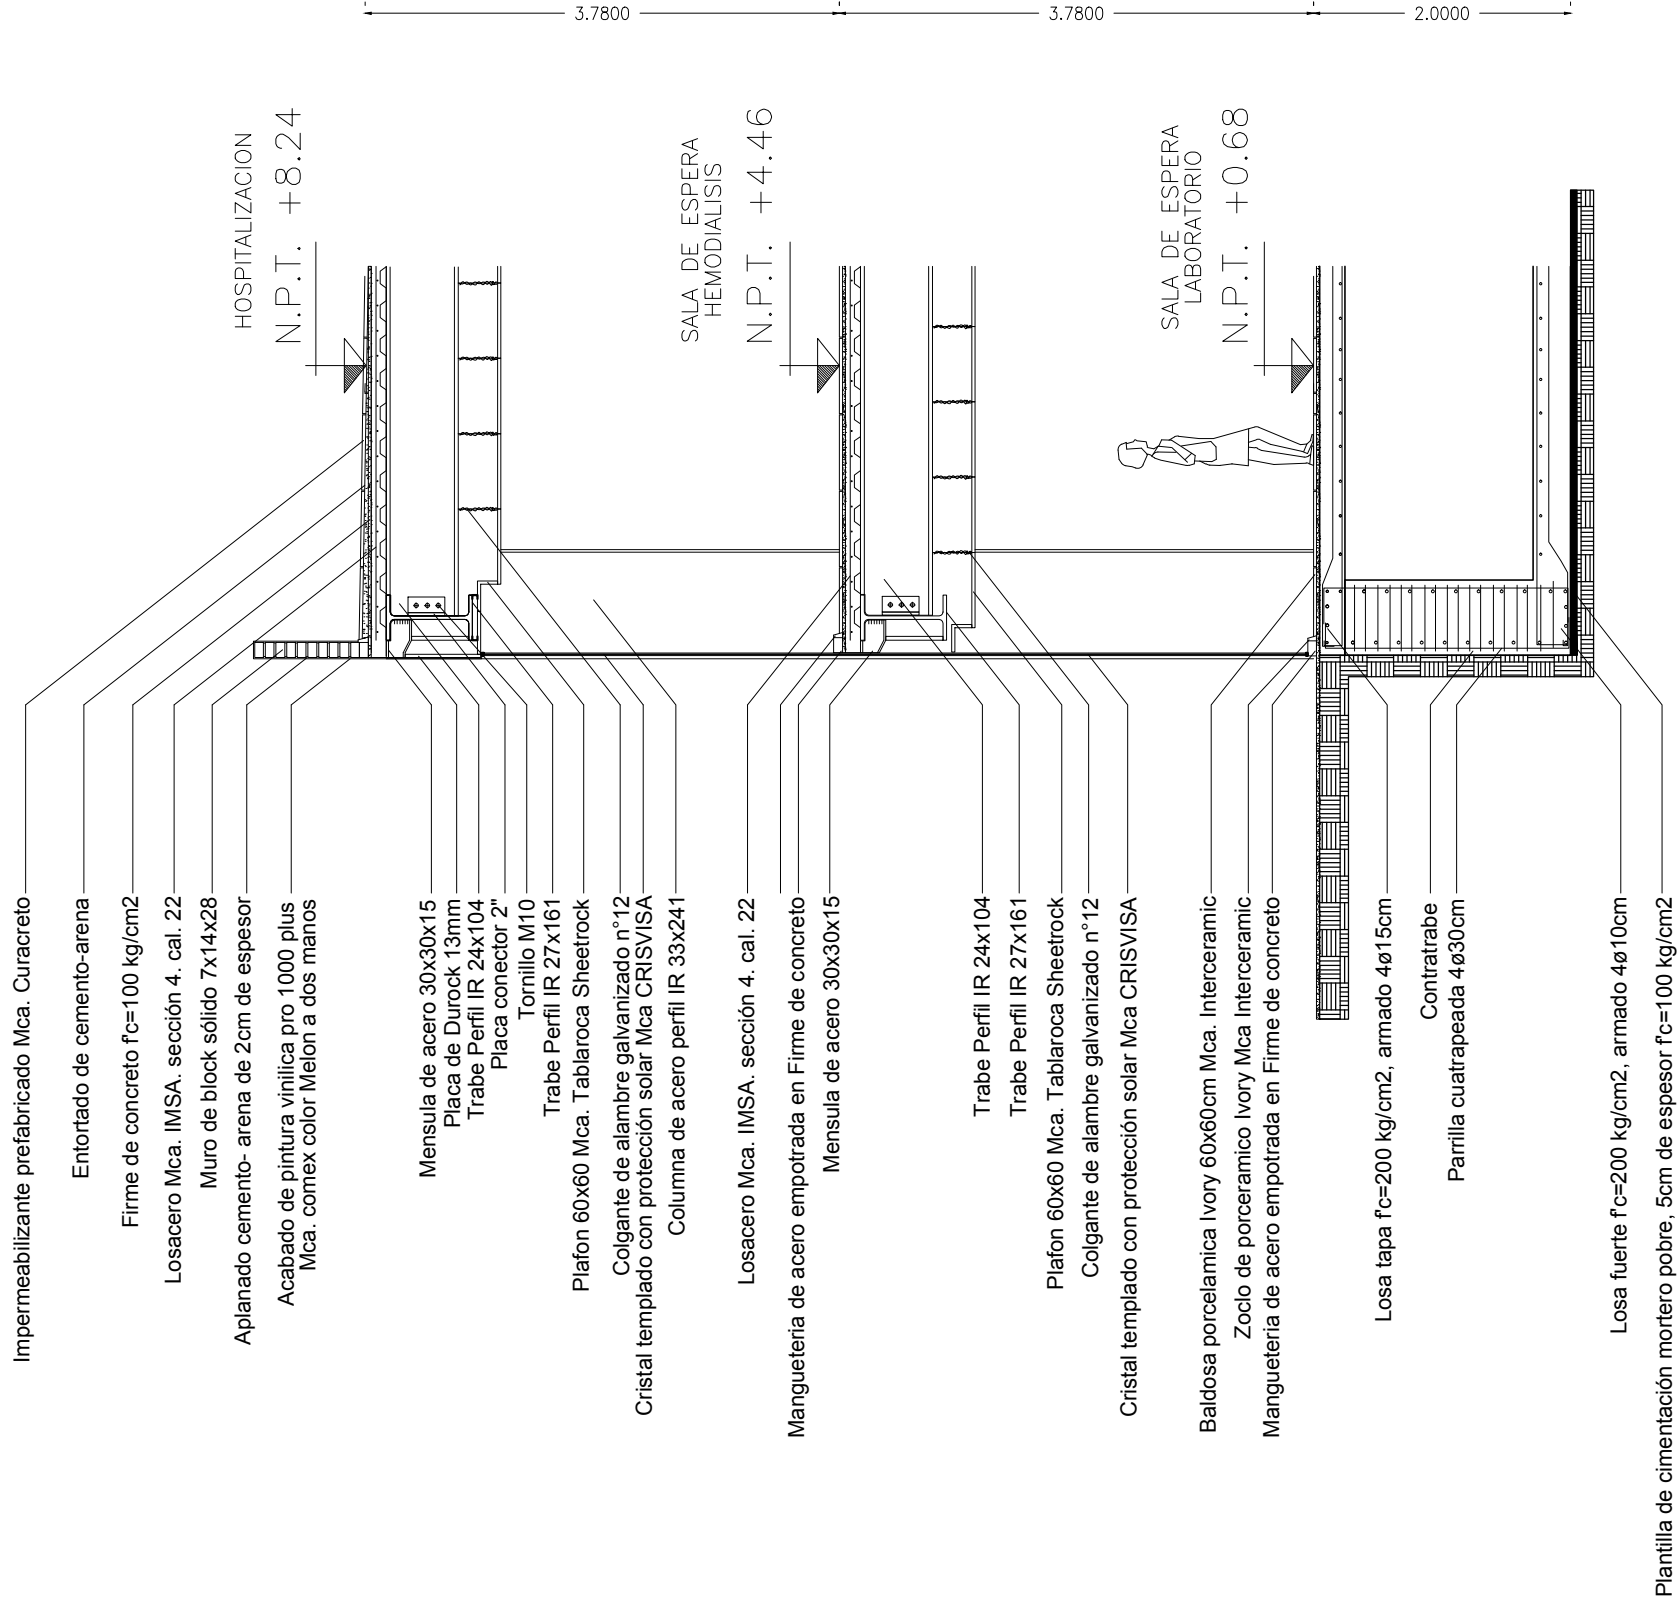 3.7800
3.7800
2.0000
HOSPITALIZACION
N.P.T. +8.24
SALA DE ESPERA
HEMODIALISIS
N.P.T. +4.46
SALA DE ESPERA
LABORATORIO
N.P.T. +0.68
Impermeabilizante prefabricado Mca. Curacreto
Entortado de cemento-arena
Firme de concreto f'c=100 kg/cm2
Losacero Mca. IMSA. sección 4. cal. 22
Muro de block sólido 7x14x28
Aplanado cemento- arena de 2cm de espesor
Acabado de pintura vinilica pro 1000 plus
Mca. comex color Melon a dos manos
Mensula de acero 30x30x15
Placa de Durock 13mm
Trabe Perfil IR 24x104
Placa conector 2"
Tornillo M10
Trabe Perfil IR 27x161
Plafon 60x60 Mca. Tablaroca Sheetrock
Colgante de alambre galvanizado n°12
Cristal templado con protección solar Mca CRISVISA
Columna de acero perfil IR 33x241
Losacero Mca. IMSA. sección 4. cal. 22
Mangueteria de acero empotrada en Firme de concreto
Mensula de acero 30x30x15
Trabe Perfil IR 24x104
Trabe Perfil IR 27x161
Plafon 60x60 Mca. Tablaroca Sheetrock
Colgante de alambre galvanizado n°12
Cristal templado con protección solar Mca CRISVISA
Baldosa porcelamica Ivory 60x60cm Mca. Interceramic
Zoclo de porceramico Ivory Mca Interceramic
Mangueteria de acero empotrada en Firme de concreto
Losa tapa f'c=200 kg/cm2, armado 4ø15cm
Contratrabe
Parrilla cuatrapeada 4ø30cm
Losa fuerte f'c=200 kg/cm2, armado 4ø10cm
Plantilla de cimentación mortero pobre, 5cm de espesor f'c=100 kg/cm2